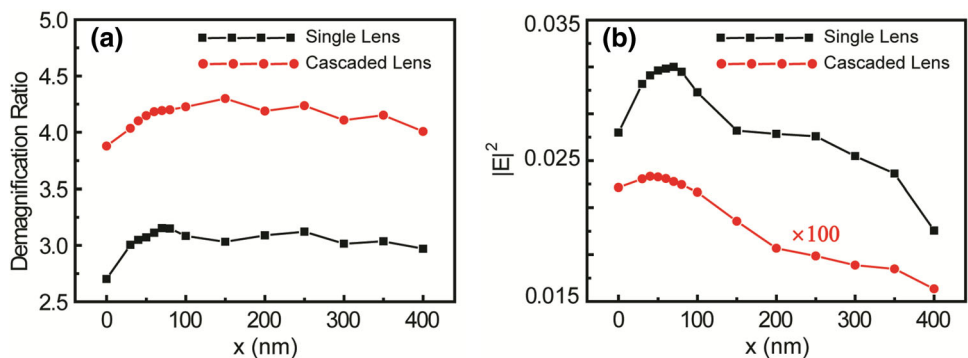 (a)
Single Lens
Cascaded Lens
Demagnification Ratio
5.0
4.5
4.0
3.5
3.0
2.5
0 100 200 300 400
x (nm)
(b)
Single Lens
Cascaded Lens
|E|²
0.035
0.025
0.015
×100
0 100 200 300 400
x (nm)